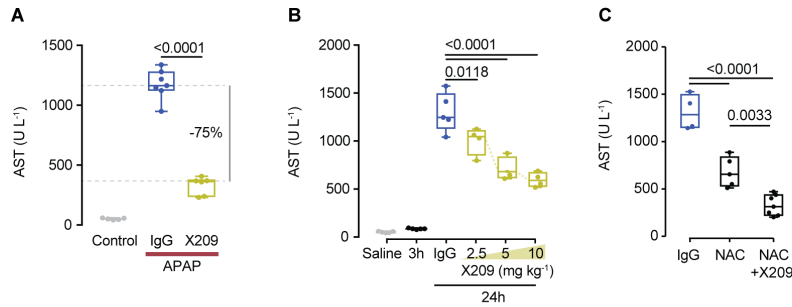 A
AST (U L-1)
1500
1000
500
0
<0.0001
-75%
Control IgG X209
APAP
B
AST (U L-1)
2000
1500
1000
500
0
<0.0001
0.0118
Saline 3h IgG 2.5 5 10
X209 (mg kg-1)
24h
C
AST (U L-1)
2000
1500
1000
500
0
<0.0001
0.0033
IgG NAC NAC
+X209